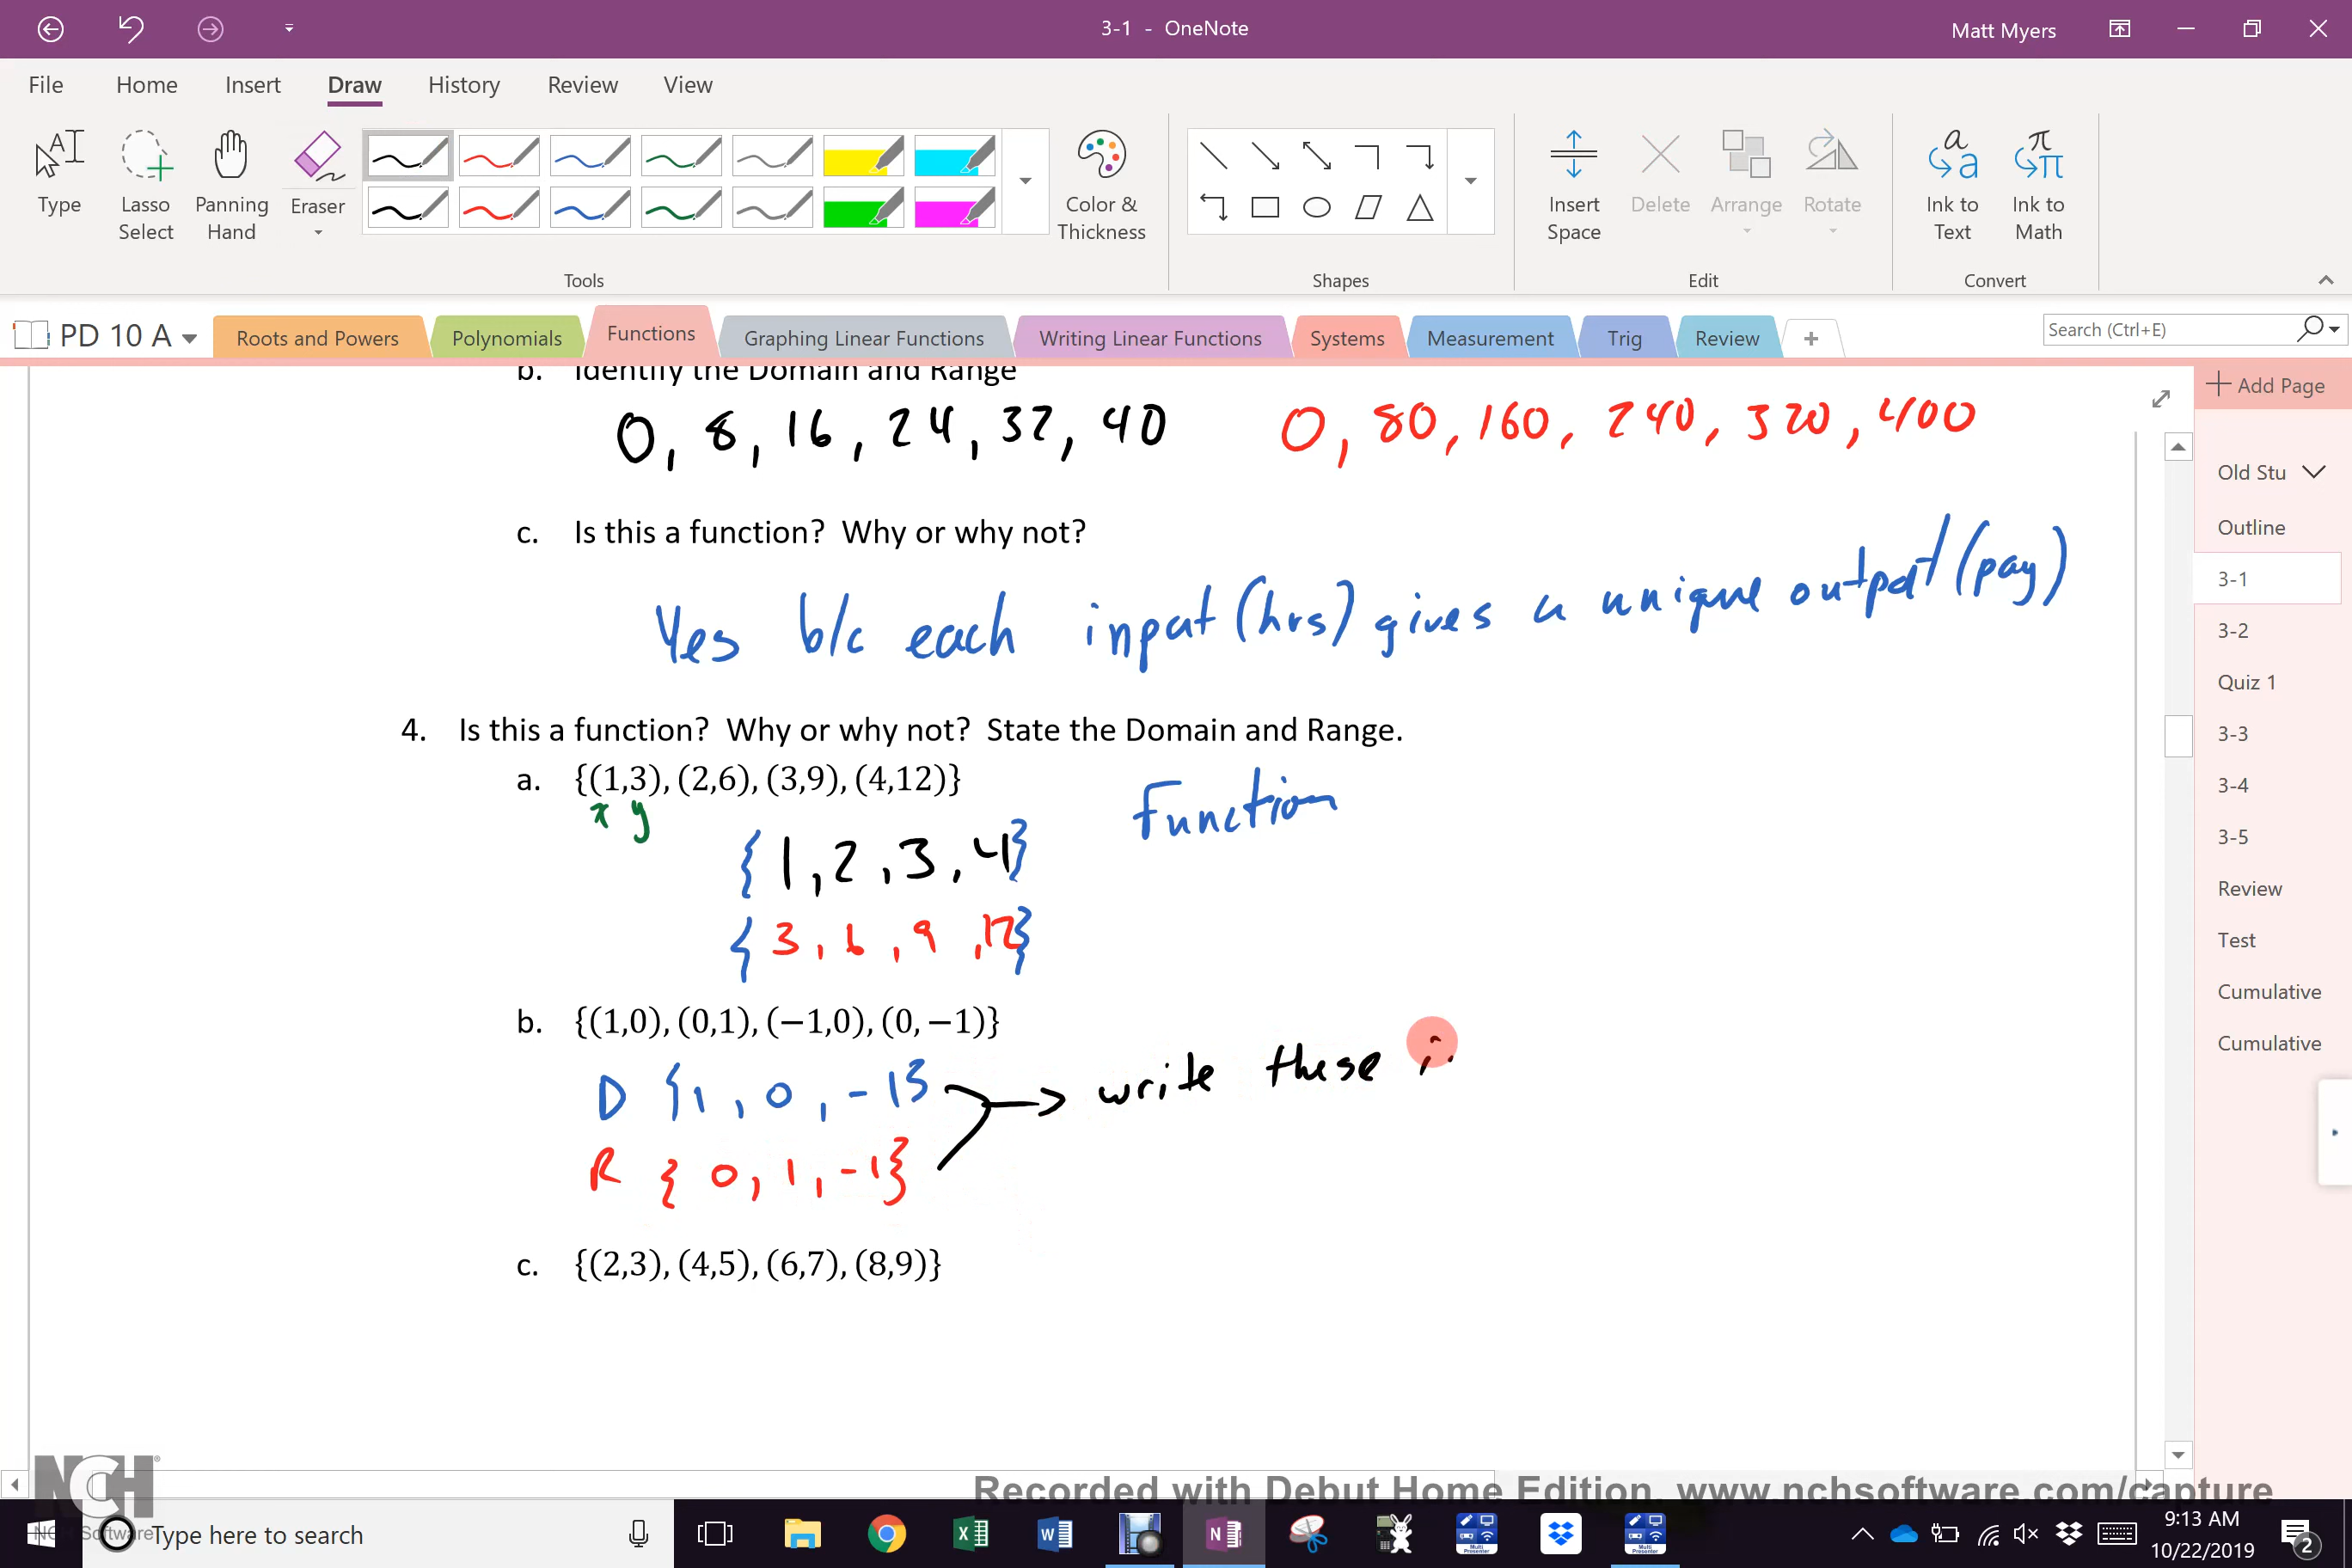 3-1 - OneNote
Matt Myers
File Home Insert Draw History Review View
Type
Lasso Select
Panning Hand
Eraser
Color & Thickness
Insert Space
Delete
Arrange
Rotate
Ink to Text
Ink to Math
Tools Shapes Edit Convert
PD 10 A
Roots and Powers Polynomials Functions Graphing Linear Functions Writing Linear Functions Systems Measurement Trig Review +
Search (Ctrl+E)
Add Page
Old Stu
Outline
3-1
3-2
Quiz 1
3-3
3-4
3-5
Review
Test
Cumulative
Cumulative
b. Identify the Domain and Range
0, 8, 16, 24, 32, 40 0, 80, 160, 240, 320, 400
c. Is this a function? Why or why not?
Yes b/c each input (hrs) gives a unique output (pay)
4. Is this a function? Why or why not? State the Domain and Range.
a. {(1,3), (2,6), (3,9), (4,12)}
x y
Function
{ 1, 2, 3, 4}
{ 3, 6, 9, 12}
b. {(1,0), (0,1), (−1,0), (0, −1)}
D {1, 0, -1}
write these
R { 0, 1, -1}
c. {(2,3), (4,5), (6,7), (8,9)}
NCH
NCH Software
Recorded with Debut Home Edition. www.nchsoftware.com/capture
Type here to search
9:13 AM
10/22/2019
2